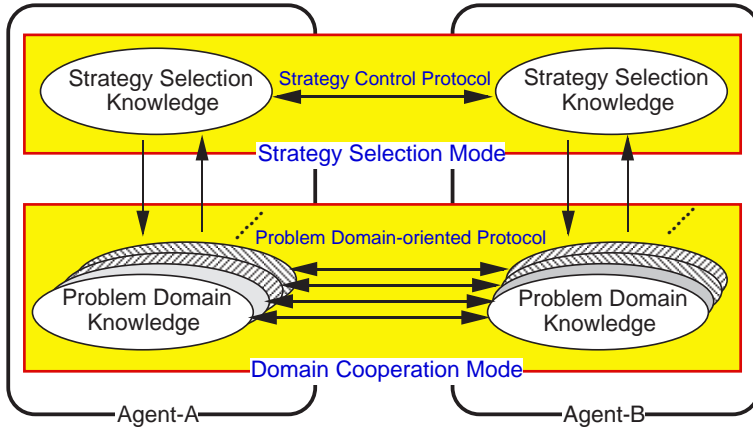 Strategy Selection
Knowledge
Strategy Control Protocol
Strategy Selection
Knowledge
Strategy Selection Mode
Problem Domain-oriented Protocol
Problem Domain
Knowledge
Problem Domain
Knowledge
Domain Cooperation Mode
Agent-A
Agent-B